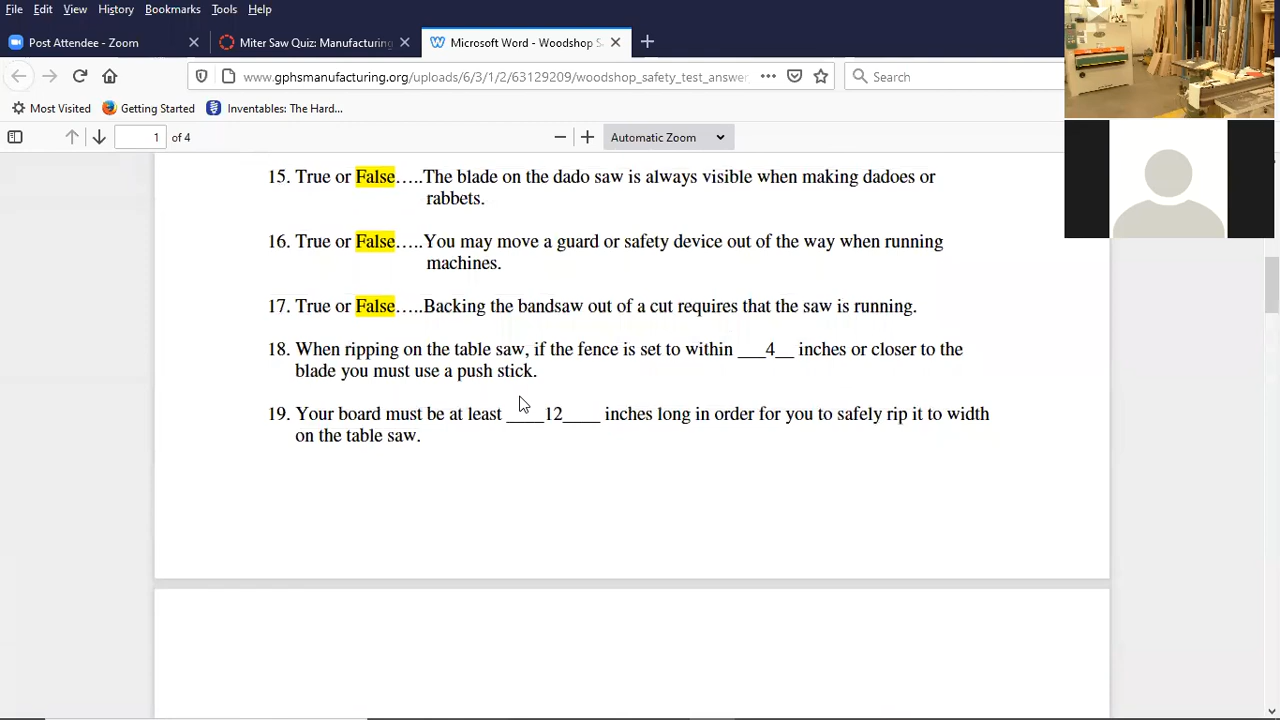 File Edit View History Bookmarks Tools Help
Post Attendee - Zoom
Miter Saw Quiz: Manufacturing
Microsoft Word - Woodshop S
www.gphsmanufacturing.org/uploads/6/3/1/2/63129209/woodshop_safety_test_answer
Search
Most Visited Getting Started Inventables: The Hard...
1 of 4 Automatic Zoom
15. True or False…..The blade on the dado saw is always visible when making dadoes or
rabbets.
16. True or False…..You may move a guard or safety device out of the way when running
machines.
17. True or False…..Backing the bandsaw out of a cut requires that the saw is running.
18. When ripping on the table saw, if the fence is set to within ___4__ inches or closer to the
blade you must use a push stick.
19. Your board must be at least ____12____ inches long in order for you to safely rip it to width
on the table saw.